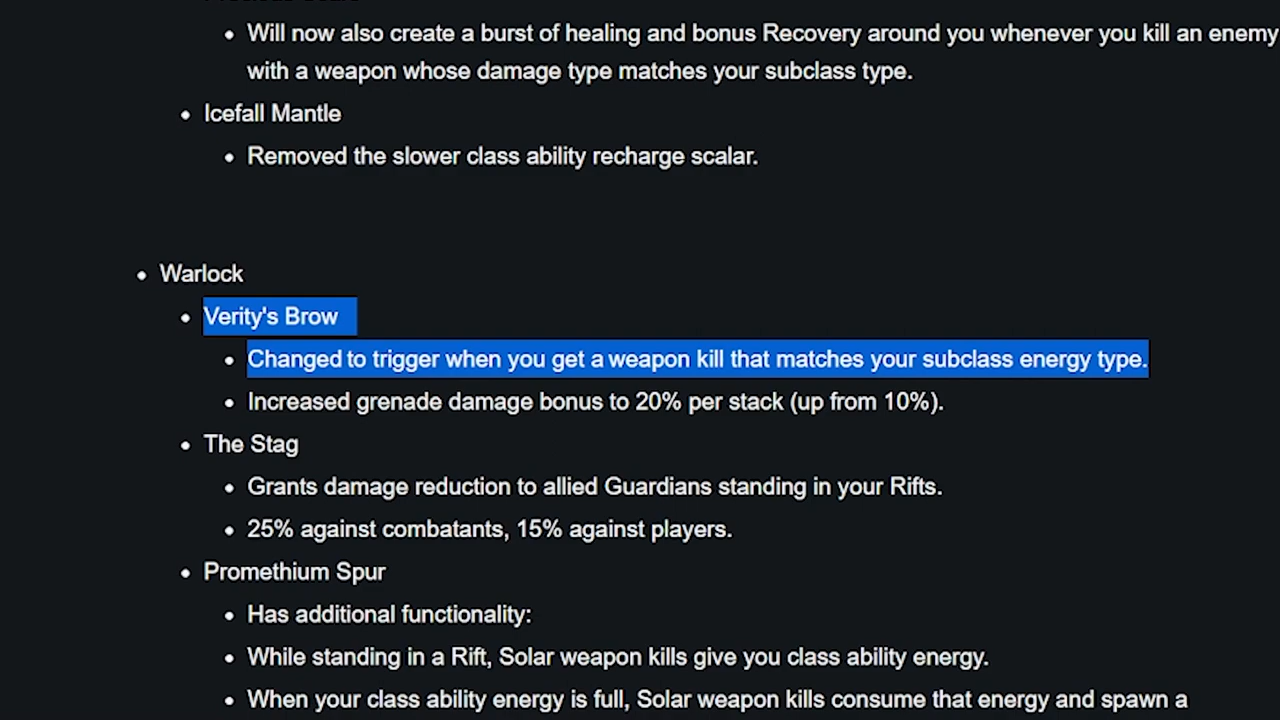 Will now also create a burst of healing and bonus Recovery around you whenever you kill an enemy
with a weapon whose damage type matches your subclass type.
Icefall Mantle
Removed the slower class ability recharge scalar.
Warlock
Verity's Brow
Changed to trigger when you get a weapon kill that matches your subclass energy type.
Increased grenade damage bonus to 20% per stack (up from 10%).
The Stag
Grants damage reduction to allied Guardians standing in your Rifts.
25% against combatants, 15% against players.
Promethium Spur
Has additional functionality:
While standing in a Rift, Solar weapon kills give you class ability energy.
When your class ability energy is full, Solar weapon kills consume that energy and spawn a